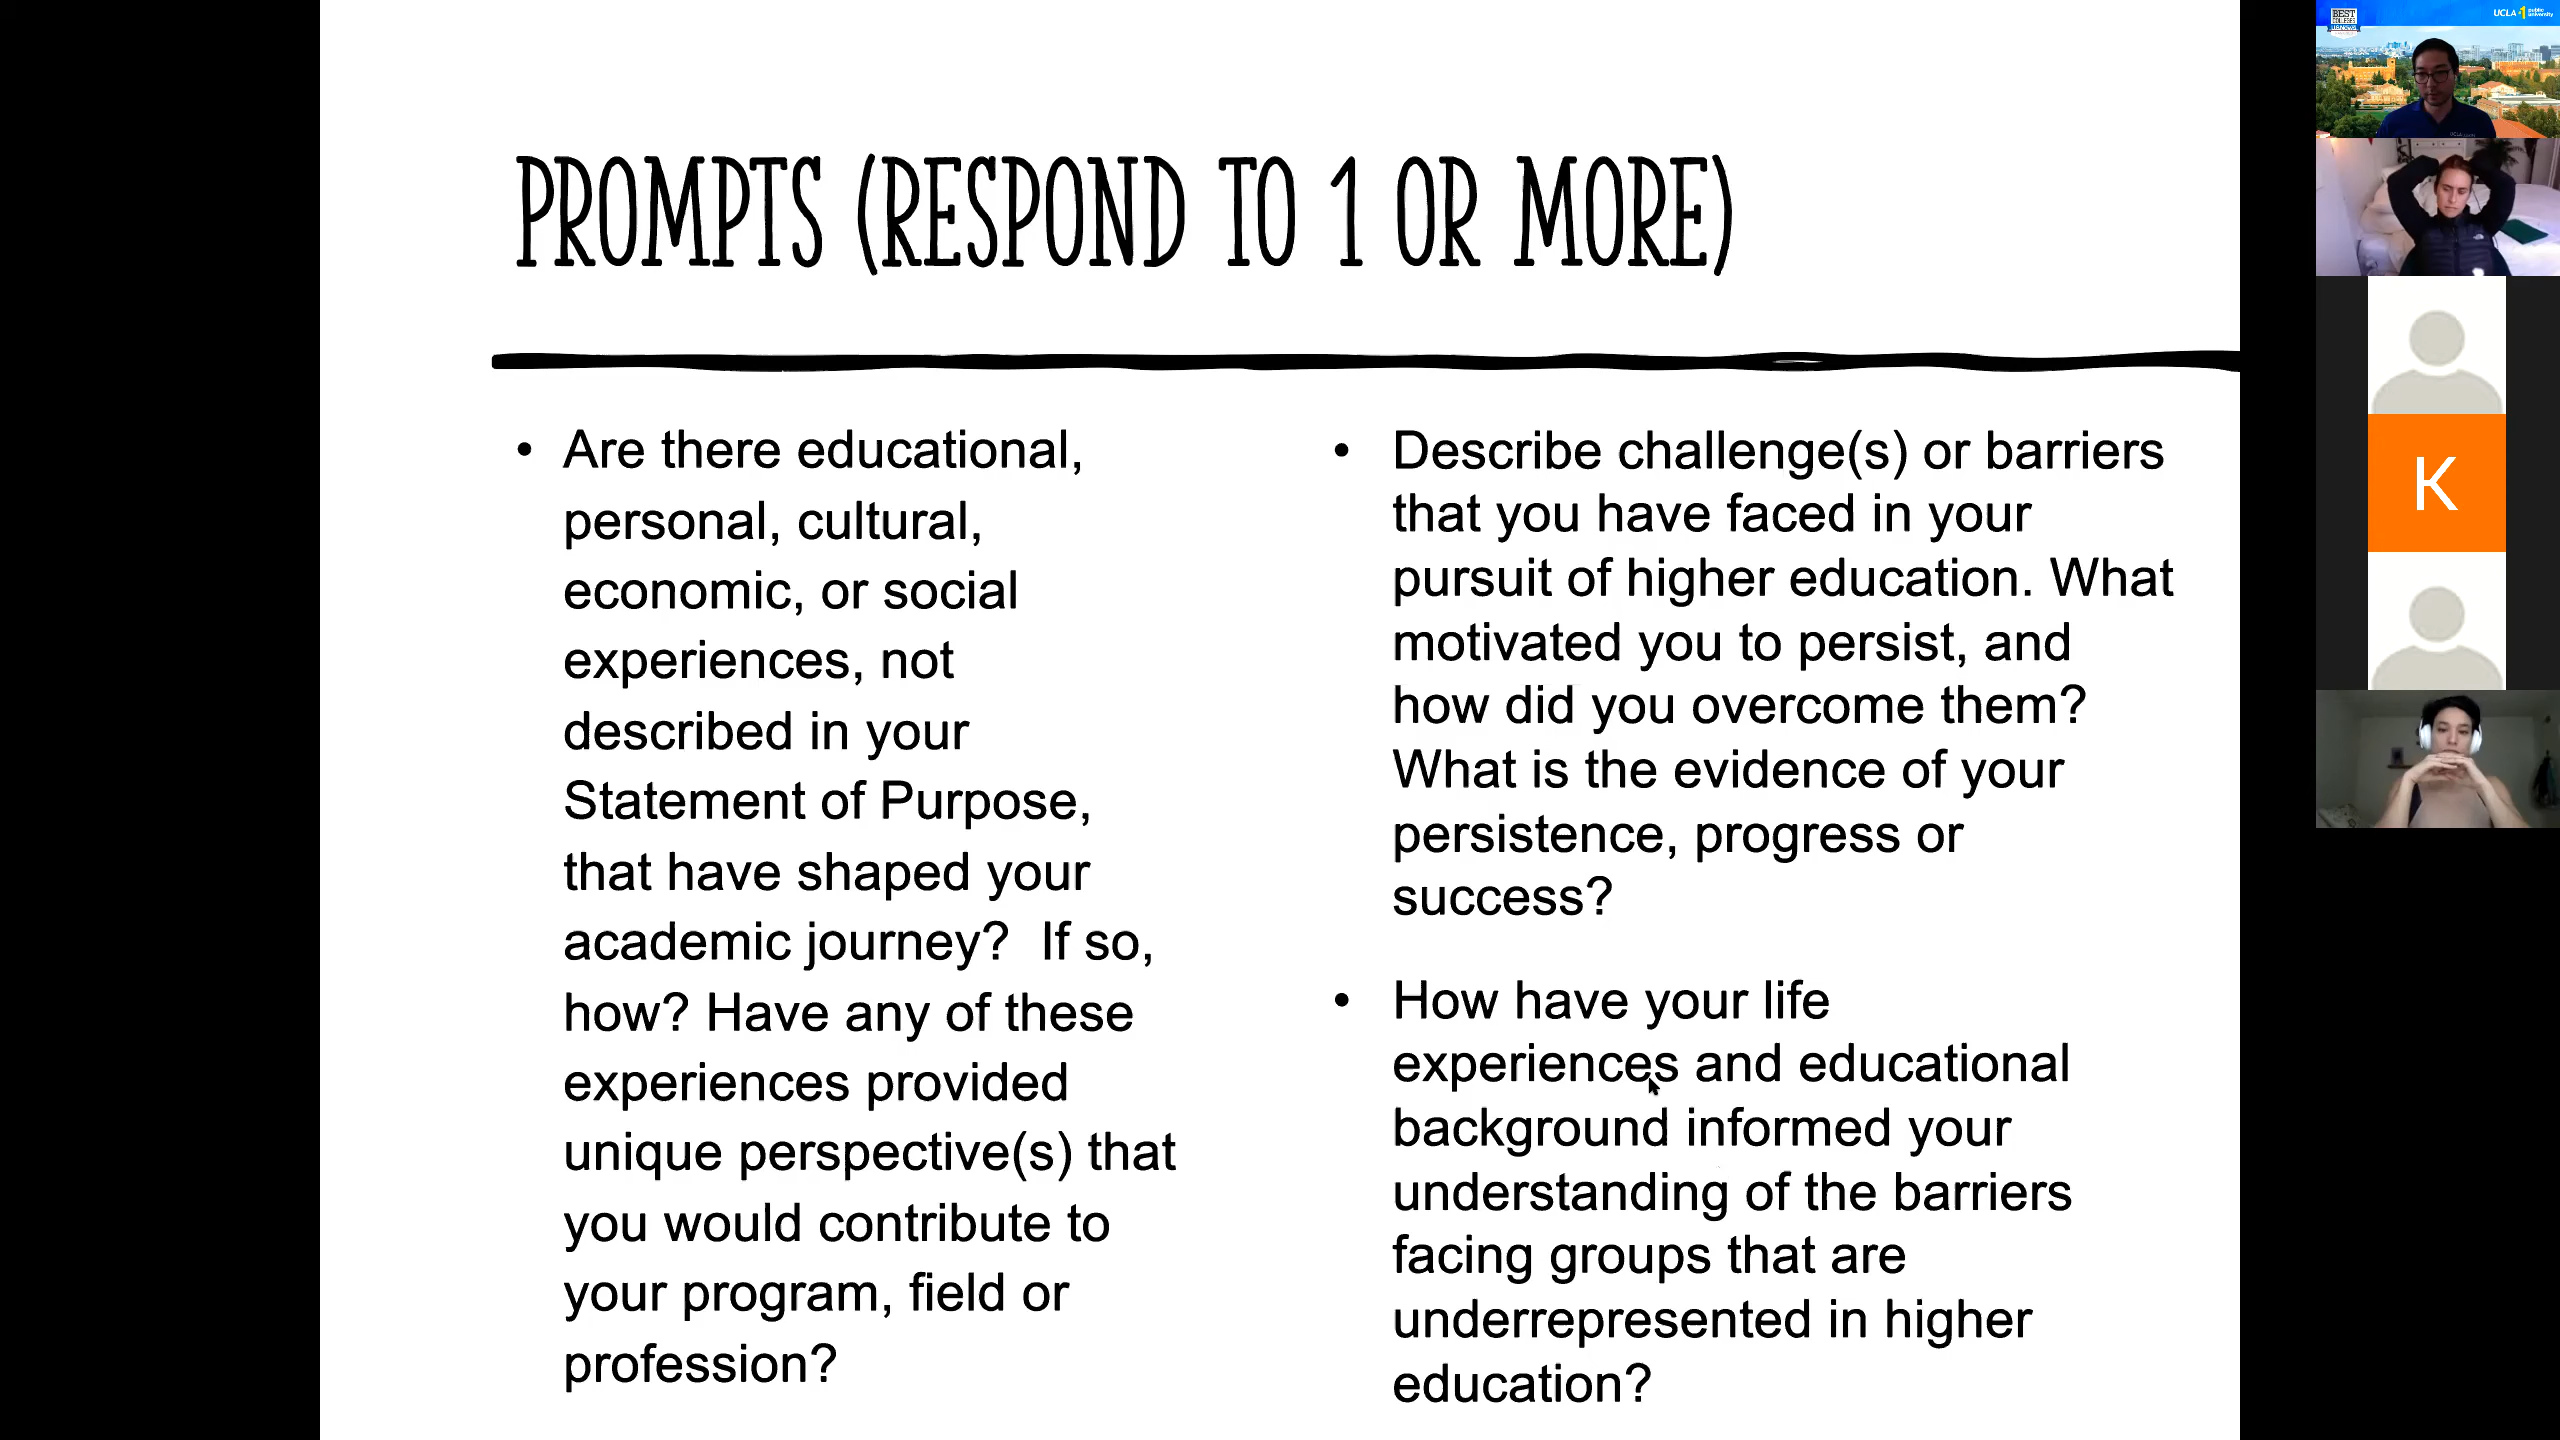 PROMPTS (RESPOND TO 1 OR MORE)
• Are there educational,
personal, cultural,
economic, or social
experiences, not
described in your
Statement of Purpose,
that have shaped your
academic journey?  If so,
how? Have any of these
experiences provided
unique perspective(s) that
you would contribute to
your program, field or
profession?
• Describe challenge(s) or barriers
that you have faced in your
pursuit of higher education. What
motivated you to persist, and
how did you overcome them?
What is the evidence of your
persistence, progress or
success?
• How have your life
experiences and educational
background informed your
understanding of the barriers
facing groups that are
underrepresented in higher
education?
BEST
COLLEGES
UCLA #1 public
university
K